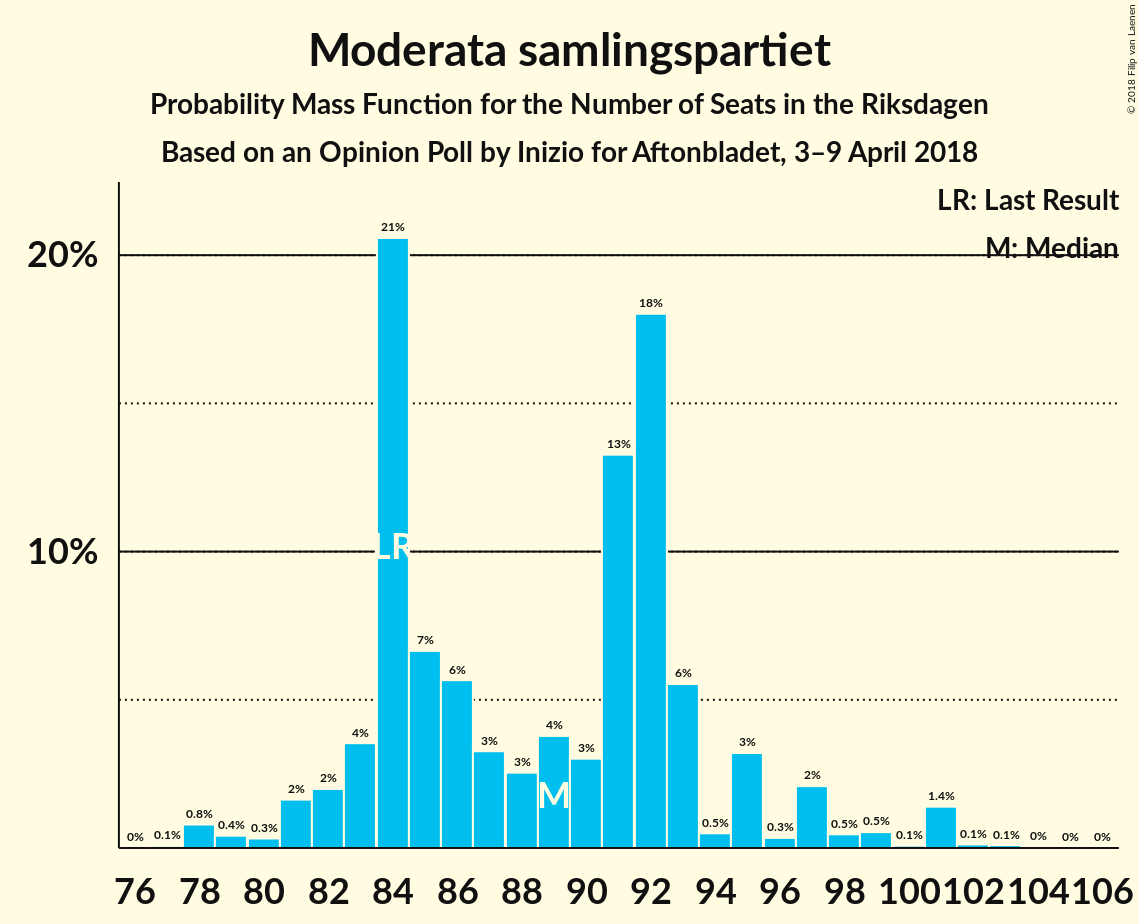 Moderata samlingspartiet
Probability Mass Function for the Number of Seats in the Riksdagen
Based on an Opinion Poll by Inizio for Aftonbladet, 3–9 April 2018
© 2018 Filip van Laenen
LR: Last Result
M: Median
20%
10%
0% 0.1% 0.8% 0.4% 0.3% 2% 2% 4% 21% 7% 6% 3% 3% 4% 3% 13% 18% 6% 0.5% 3% 0.3% 2% 0.5% 0.5% 0.1% 1.4% 0.1% 0.1% 0% 0% 0%
LR
M
76 78 80 82 84 86 88 90 92 94 96 98 100 102 104 106